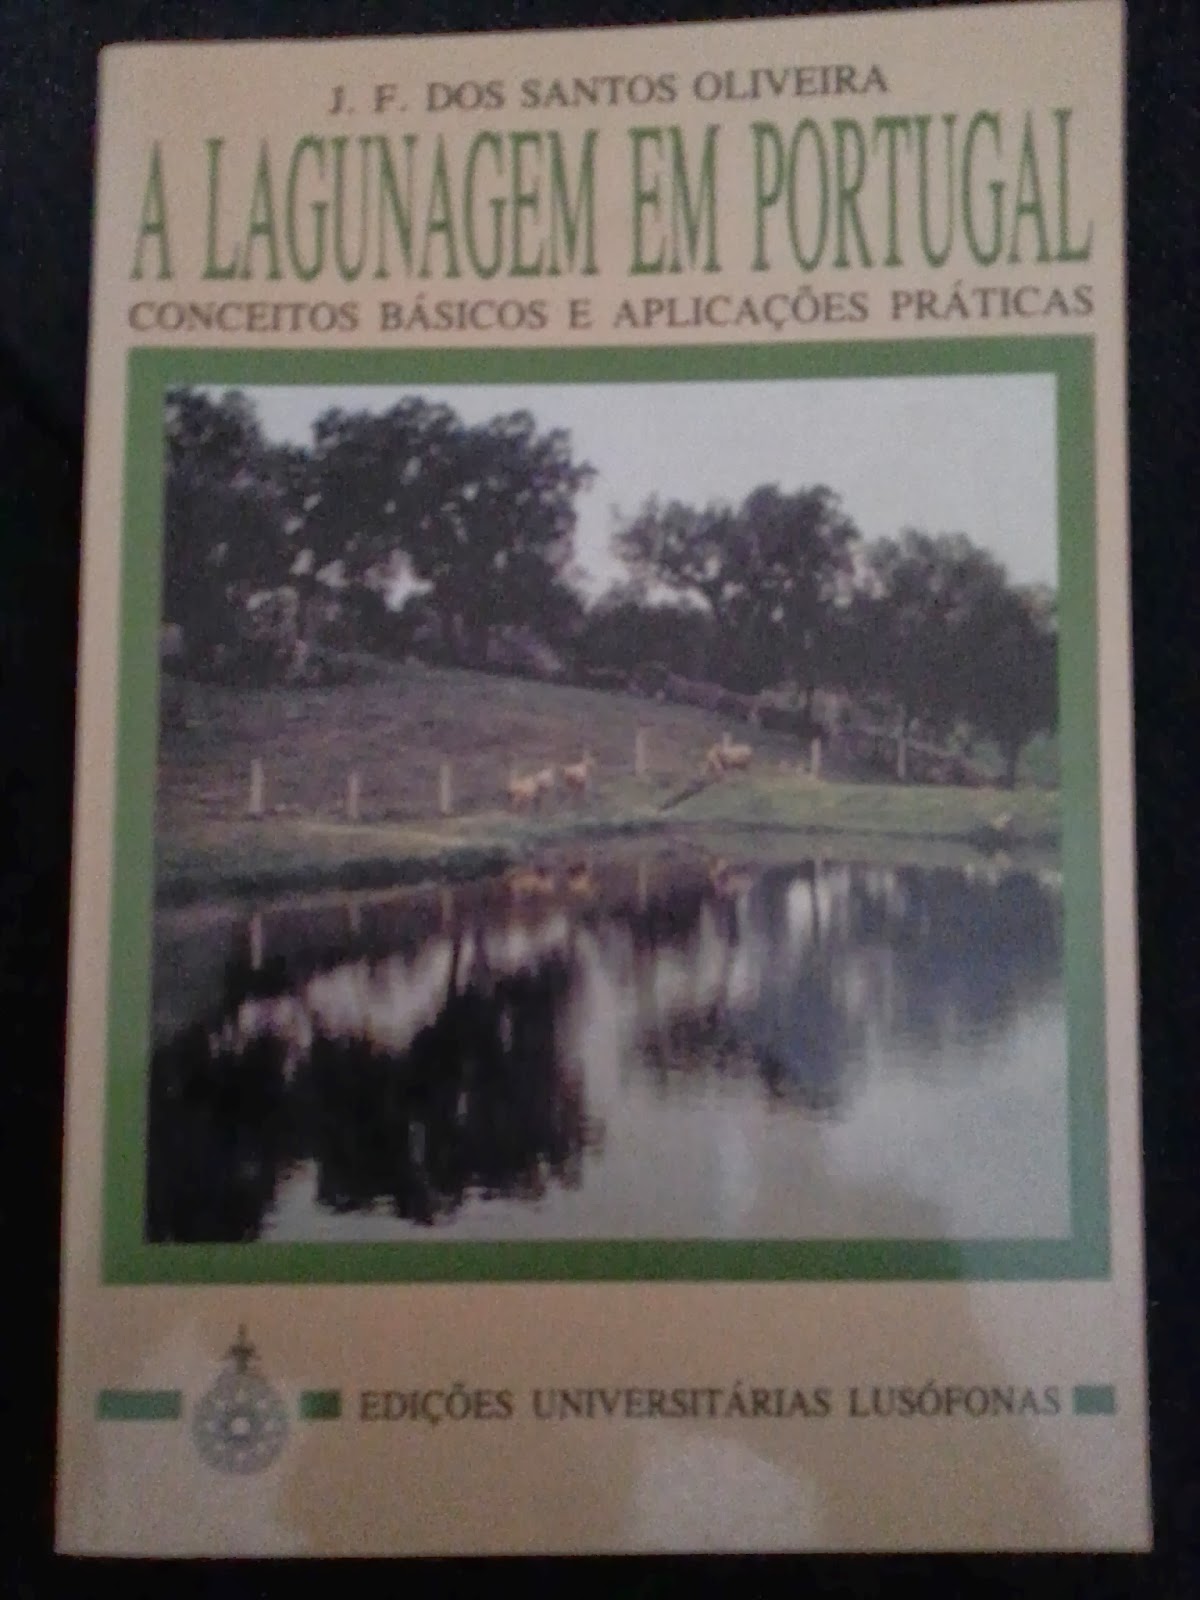 J. F. DOS SANTOS OLIVEIRA
A LAGUNAGEM EM PORTUGAL
CONCEITOS BÁSICOS E APLICAÇÕES PRÁTICAS
EDIÇÕES UNIVERSITÁRIAS LUSÓFONAS